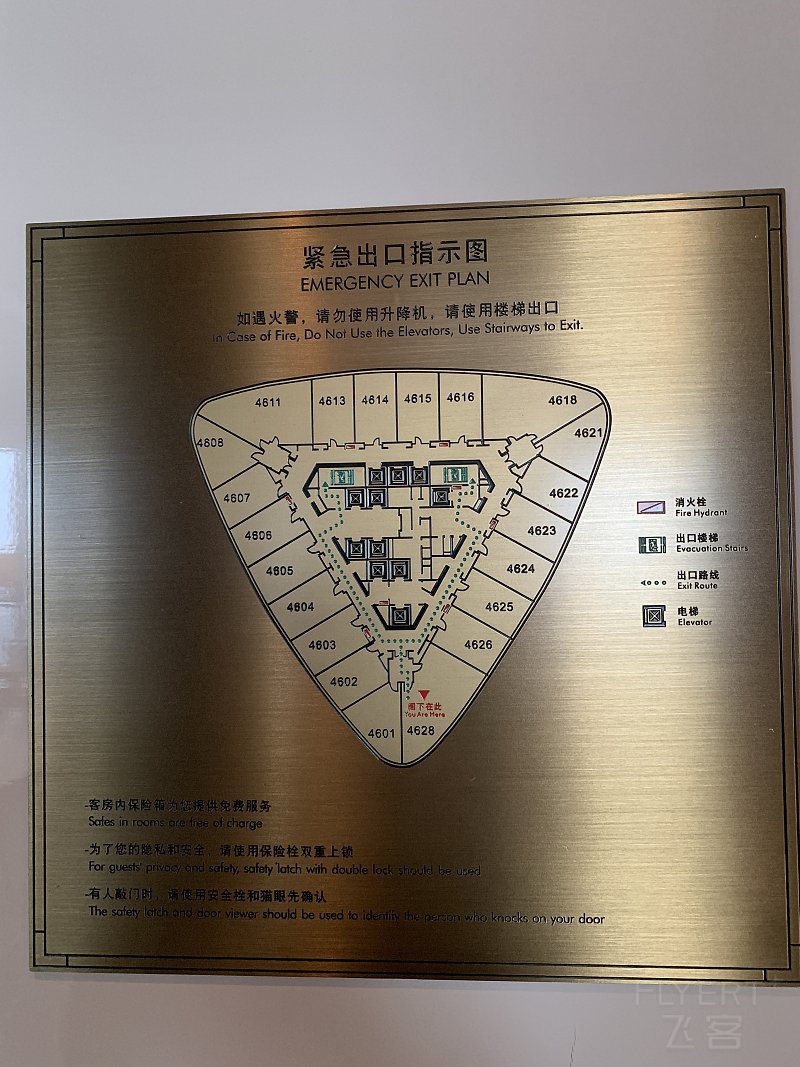 紧急出口指示图
EMERGENCY EXIT PLAN
如遇火警，请勿使用升降机，请使用楼梯出口
In Case of Fire, Do Not Use the Elevators, Use Stairways to Exit.
4611 4613 4614 4615 4616 4618
4608 4621
4607 4622
4606 4623
4605 4624
4604 4625
4603 4626
4602
4601 4628
阁下在此
You Are Here
消火栓
Fire Hydrant
出口楼梯
Evacuation Stairs
出口路线
Exit Route
电梯
Elevator
-客房内保险箱为您提供免费服务
Safes in rooms are free of charge
-为了您的隐私和安全，请使用保险栓双重上锁
For guests' privacy and safety, safety latch with double lock should be used
-有人敲门时，请使用安全栓和猫眼先确认
The safety latch and door viewer should be used to identify the person who knocks on your door
FLYERT
飞客